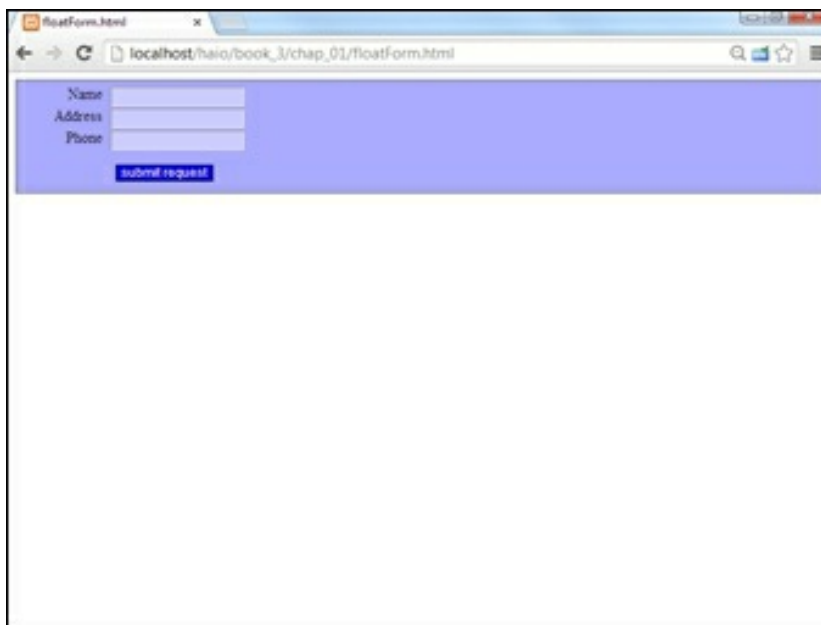 floatForm.html
localhost/haio/book_3/chap_01/floatForm.html
Name
Address
Phone
submit request